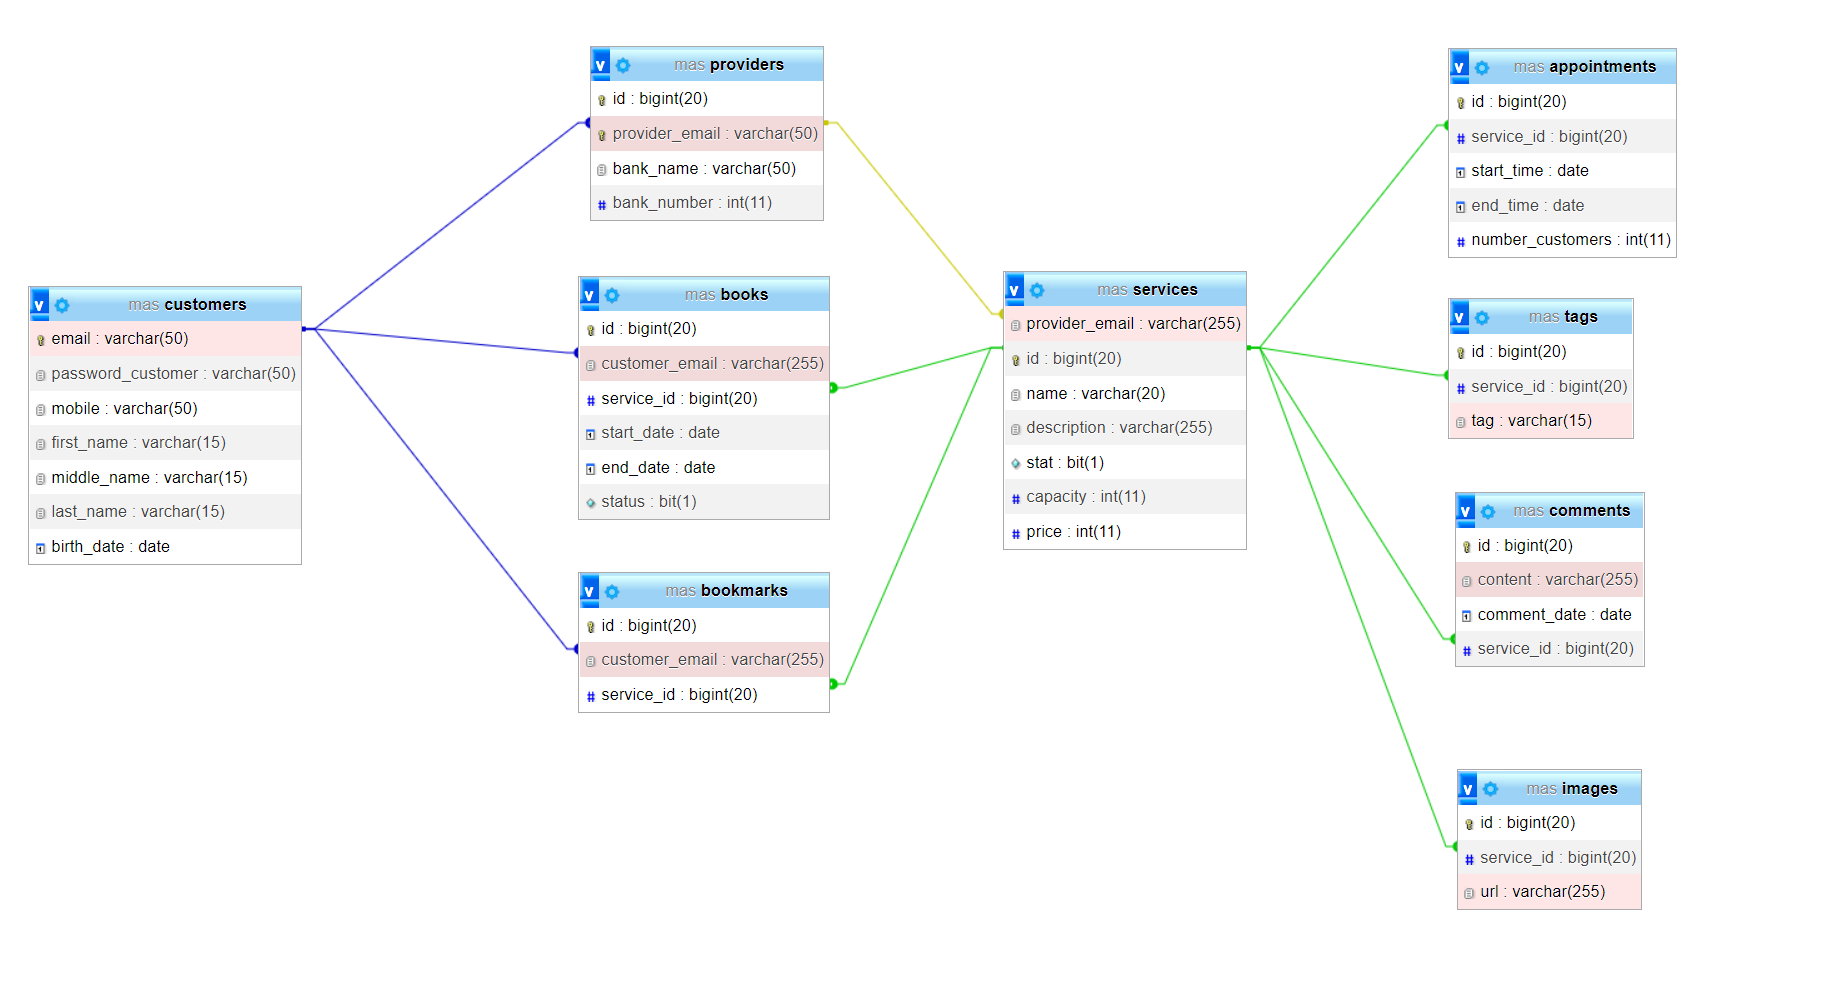 v mas providers
id : bigint(20)
provider_email : varchar(50)
bank_name : varchar(50)
bank_number : int(11)
v mas customers
email : varchar(50)
password_customer : varchar(50)
mobile : varchar(50)
first_name : varchar(15)
middle_name : varchar(15)
last_name : varchar(15)
birth_date : date
v mas books
id : bigint(20)
customer_email : varchar(255)
service_id : bigint(20)
start_date : date
end_date : date
status : bit(1)
v mas bookmarks
id : bigint(20)
customer_email : varchar(255)
service_id : bigint(20)
v mas services
provider_email : varchar(255)
id : bigint(20)
name : varchar(20)
description : varchar(255)
stat : bit(1)
capacity : int(11)
price : int(11)
v mas appointments
id : bigint(20)
service_id : bigint(20)
start_time : date
end_time : date
number_customers : int(11)
v mas tags
id : bigint(20)
service_id : bigint(20)
tag : varchar(15)
v mas comments
id : bigint(20)
content : varchar(255)
comment_date : date
service_id : bigint(20)
v mas images
id : bigint(20)
service_id : bigint(20)
url : varchar(255)